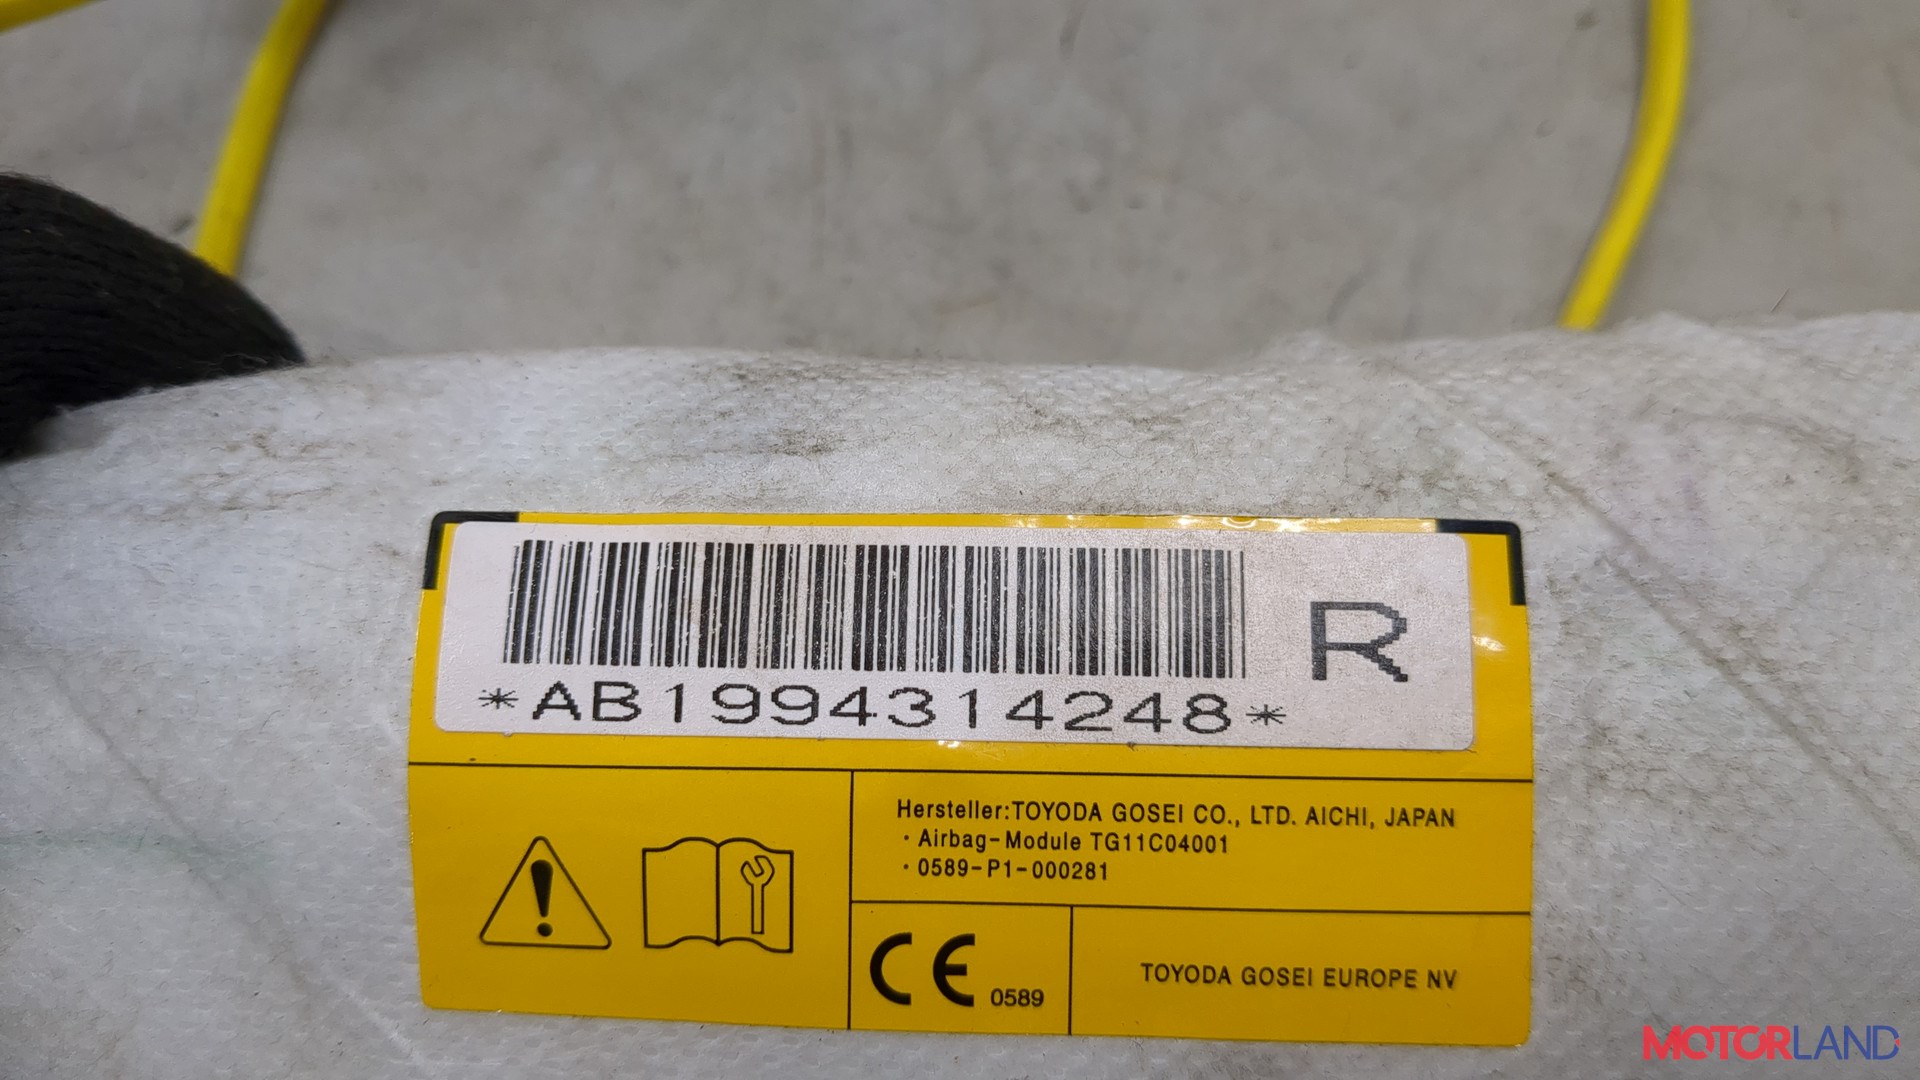 *AB1994314248*
R
Hersteller:TOYODA GOSEI CO., LTD. AICHI, JAPAN
・Airbag-Module TG11C04001
・0589-P1-000281
CE 0589
TOYODA GOSEI EUROPE NV
MOTORLAND